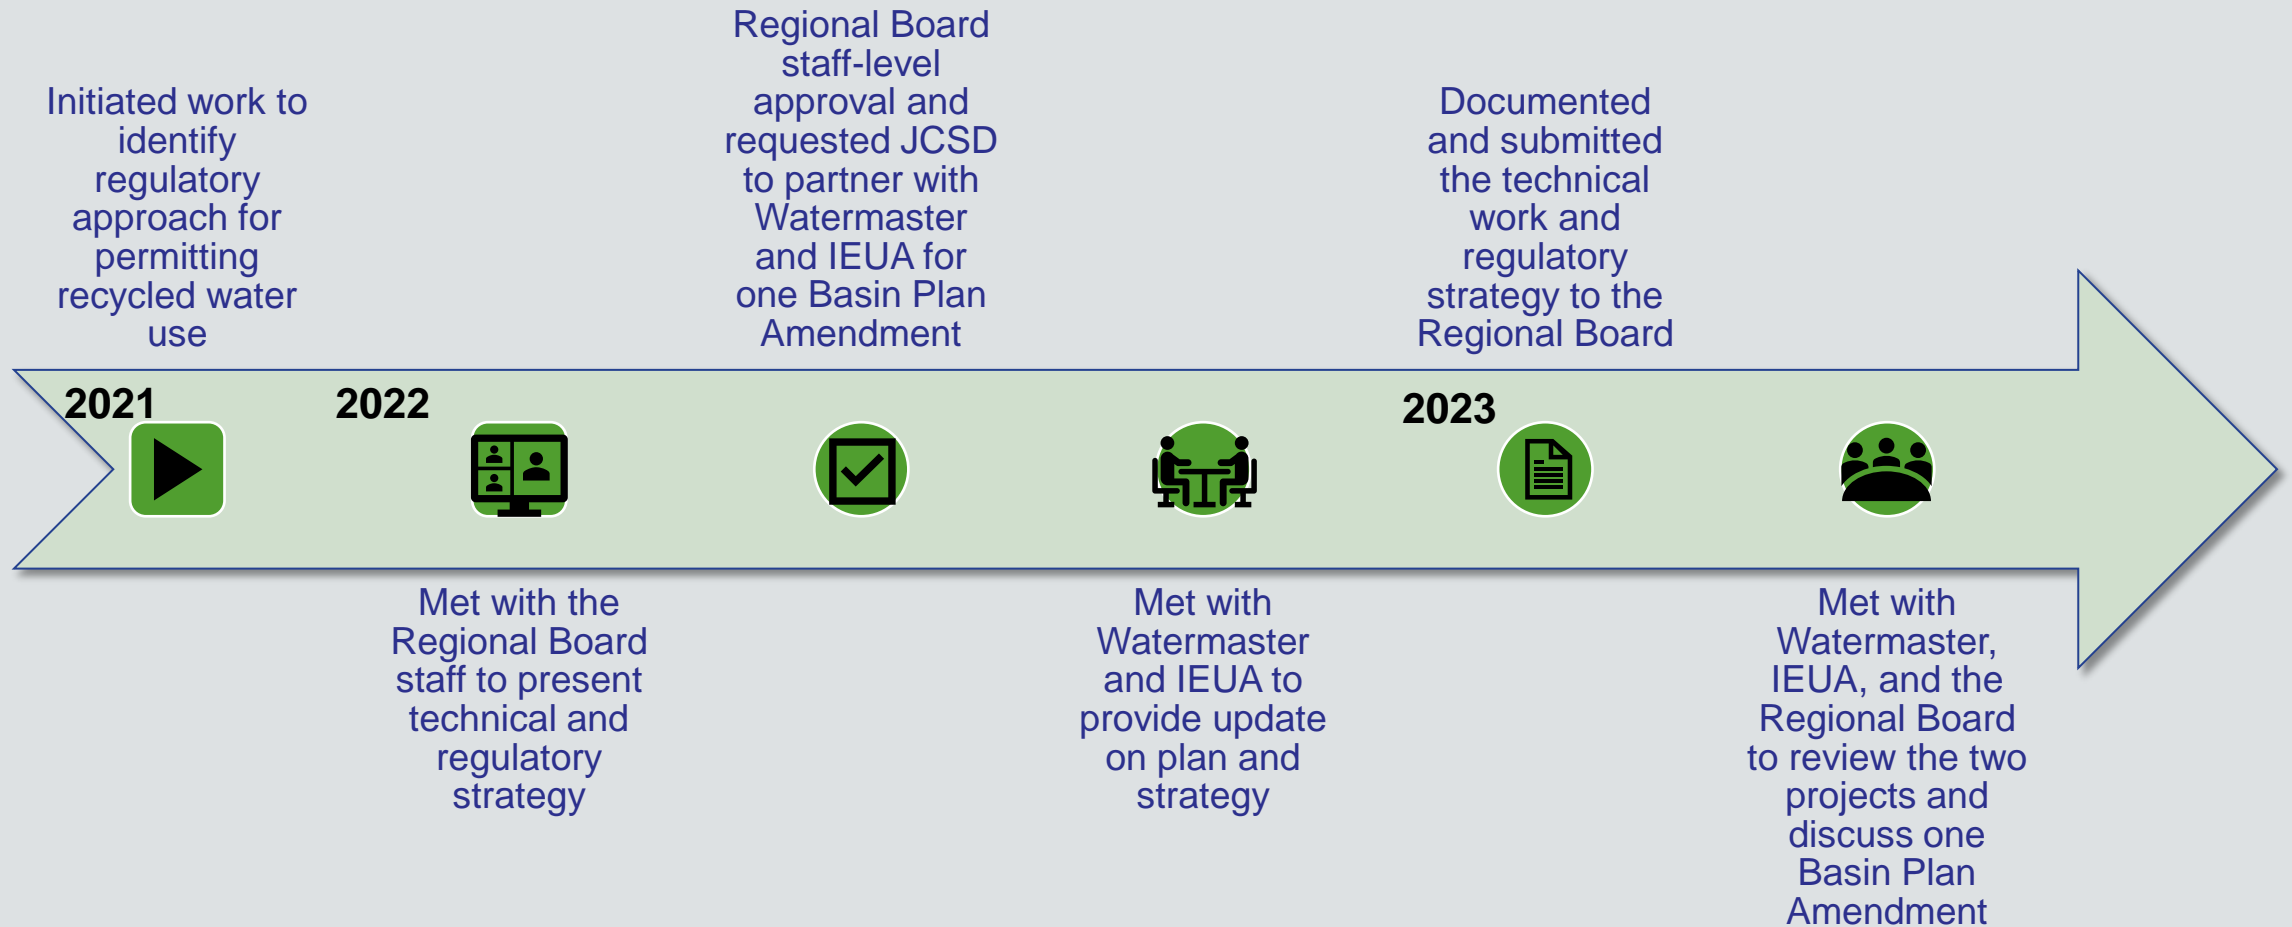 Initiated work to
identify
regulatory
approach for
permitting
recycled water
use
Regional Board
staff-level
approval and
requested JCSD
to partner with
Watermaster
and IEUA for
one Basin Plan
Amendment
Documented
and submitted
the technical
work and
regulatory
strategy to the
Regional Board
2021
2022
2023
Met with the
Regional Board
staff to present
technical and
regulatory
strategy
Met with
Watermaster
and IEUA to
provide update
on plan and
strategy
Met with
Watermaster,
IEUA, and the
Regional Board
to review the two
projects and
discuss one
Basin Plan
Amendment